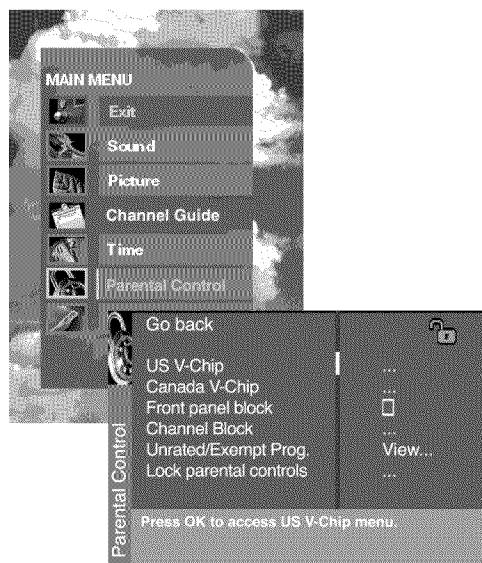 MAIN MENU
Exit
Sound
Picture
Channel Guide
Time
Parental Control
Go back
US V-Chip ...
Canada V-Chip ...
Front panel block
Channel Block ...
Unrated/Exempt Prog. View...
Lock parental controls ...
Parental Control
Press OK to access US V-Chip menu.